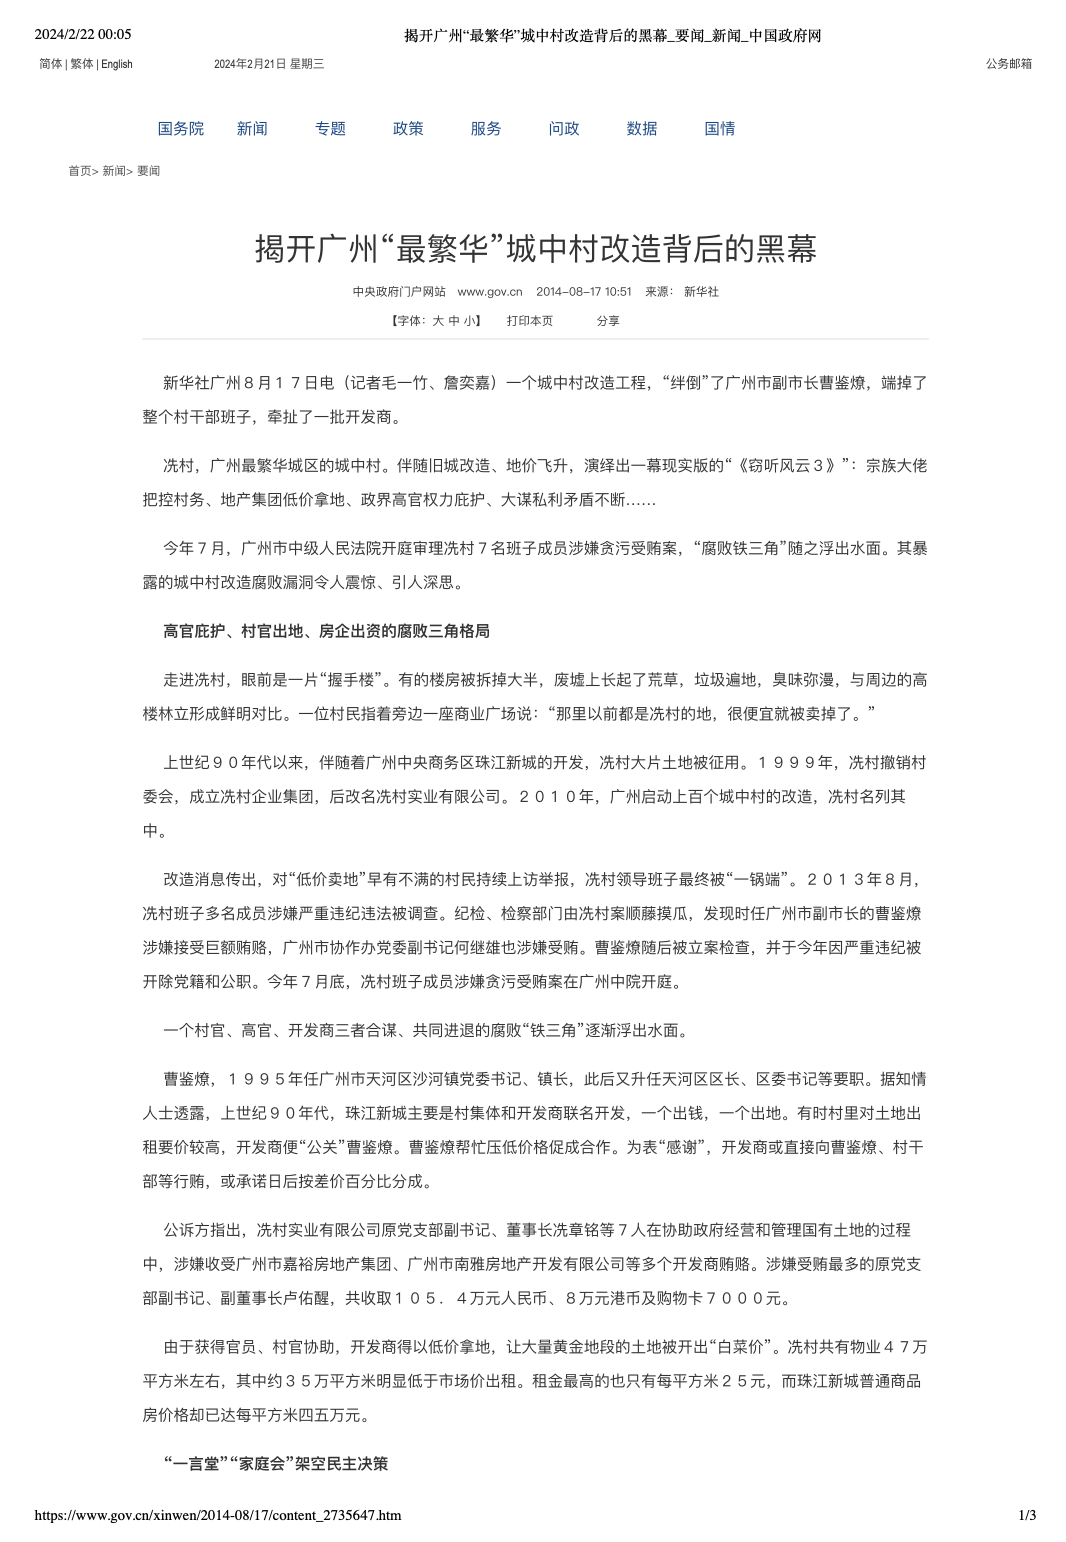 2024/2/22 00:05 揭开广州“最繁华”城中村改造背后的黑幕_要闻_新闻_中国政府网
简体 | 繁体 | English 2024年2月21日 星期三 公务邮箱
国务院 新闻 专题 政策 服务 问政 数据 国情
首页> 新闻> 要闻
揭开广州“最繁华”城中村改造背后的黑幕
中央政府门户网站 www.gov.cn 2014-08-17 10:51 来源： 新华社
【字体：大 中 小】 打印本页 分享
新华社广州８月１７日电（记者毛一竹、詹奕嘉）一个城中村改造工程，“绊倒”了广州市副市长曹鉴燎，端掉了
整个村干部班子，牵扯了一批开发商。
冼村，广州最繁华城区的城中村。伴随旧城改造、地价飞升，演绎出一幕现实版的“《窃听风云３》”：宗族大佬
把控村务、地产集团低价拿地、政界高官权力庇护、大谋私利矛盾不断……
今年７月，广州市中级人民法院开庭审理冼村７名班子成员涉嫌贪污受贿案，“腐败铁三角”随之浮出水面。其暴
露的城中村改造腐败漏洞令人震惊、引人深思。
高官庇护、村官出地、房企出资的腐败三角格局
走进冼村，眼前是一片“握手楼”。有的楼房被拆掉大半，废墟上长起了荒草，垃圾遍地，臭味弥漫，与周边的高
楼林立形成鲜明对比。一位村民指着旁边一座商业广场说：“那里以前都是冼村的地，很便宜就被卖掉了。”
上世纪９０年代以来，伴随着广州中央商务区珠江新城的开发，冼村大片土地被征用。１９９９年，冼村撤销村
委会，成立冼村企业集团，后改名冼村实业有限公司。２０１０年，广州启动上百个城中村的改造，冼村名列其
中。
改造消息传出，对“低价卖地”早有不满的村民持续上访举报，冼村领导班子最终被“一锅端”。２０１３年８月，
冼村班子多名成员涉嫌严重违纪违法被调查。纪检、检察部门由冼村案顺藤摸瓜，发现时任广州市副市长的曹鉴燎
涉嫌接受巨额贿赂，广州市协作办党委副书记何继雄也涉嫌受贿。曹鉴燎随后被立案检查，并于今年因严重违纪被
开除党籍和公职。今年７月底，冼村班子成员涉嫌贪污受贿案在广州中院开庭。
一个村官、高官、开发商三者合谋、共同进退的腐败“铁三角”逐渐浮出水面。
曹鉴燎，１９９５年任广州市天河区沙河镇党委书记、镇长，此后又升任天河区区长、区委书记等要职。据知情
人士透露，上世纪９０年代，珠江新城主要是村集体和开发商联名开发，一个出钱，一个出地。有时村里对土地出
租要价较高，开发商便“公关”曹鉴燎。曹鉴燎帮忙压低价格促成合作。为表“感谢”，开发商或直接向曹鉴燎、村干
部等行贿，或承诺日后按差价百分比分成。
公诉方指出，冼村实业有限公司原党支部副书记、董事长冼章铭等７人在协助政府经营和管理国有土地的过程
中，涉嫌收受广州市嘉裕房地产集团、广州市南雅房地产开发有限公司等多个开发商贿赂。涉嫌受贿最多的原党支
部副书记、副董事长卢佑醒，共收取１０５．４万元人民币、８万元港币及购物卡７０００元。
由于获得官员、村官协助，开发商得以低价拿地，让大量黄金地段的土地被开出“白菜价”。冼村共有物业４７万
平方米左右，其中约３５万平方米明显低于市场价出租。租金最高的也只有每平方米２５元，而珠江新城普通商品
房价格却已达每平方米四五万元。
“一言堂”“家庭会”架空民主决策
https://www.gov.cn/xinwen/2014-08/17/content_2735647.htm 1/3